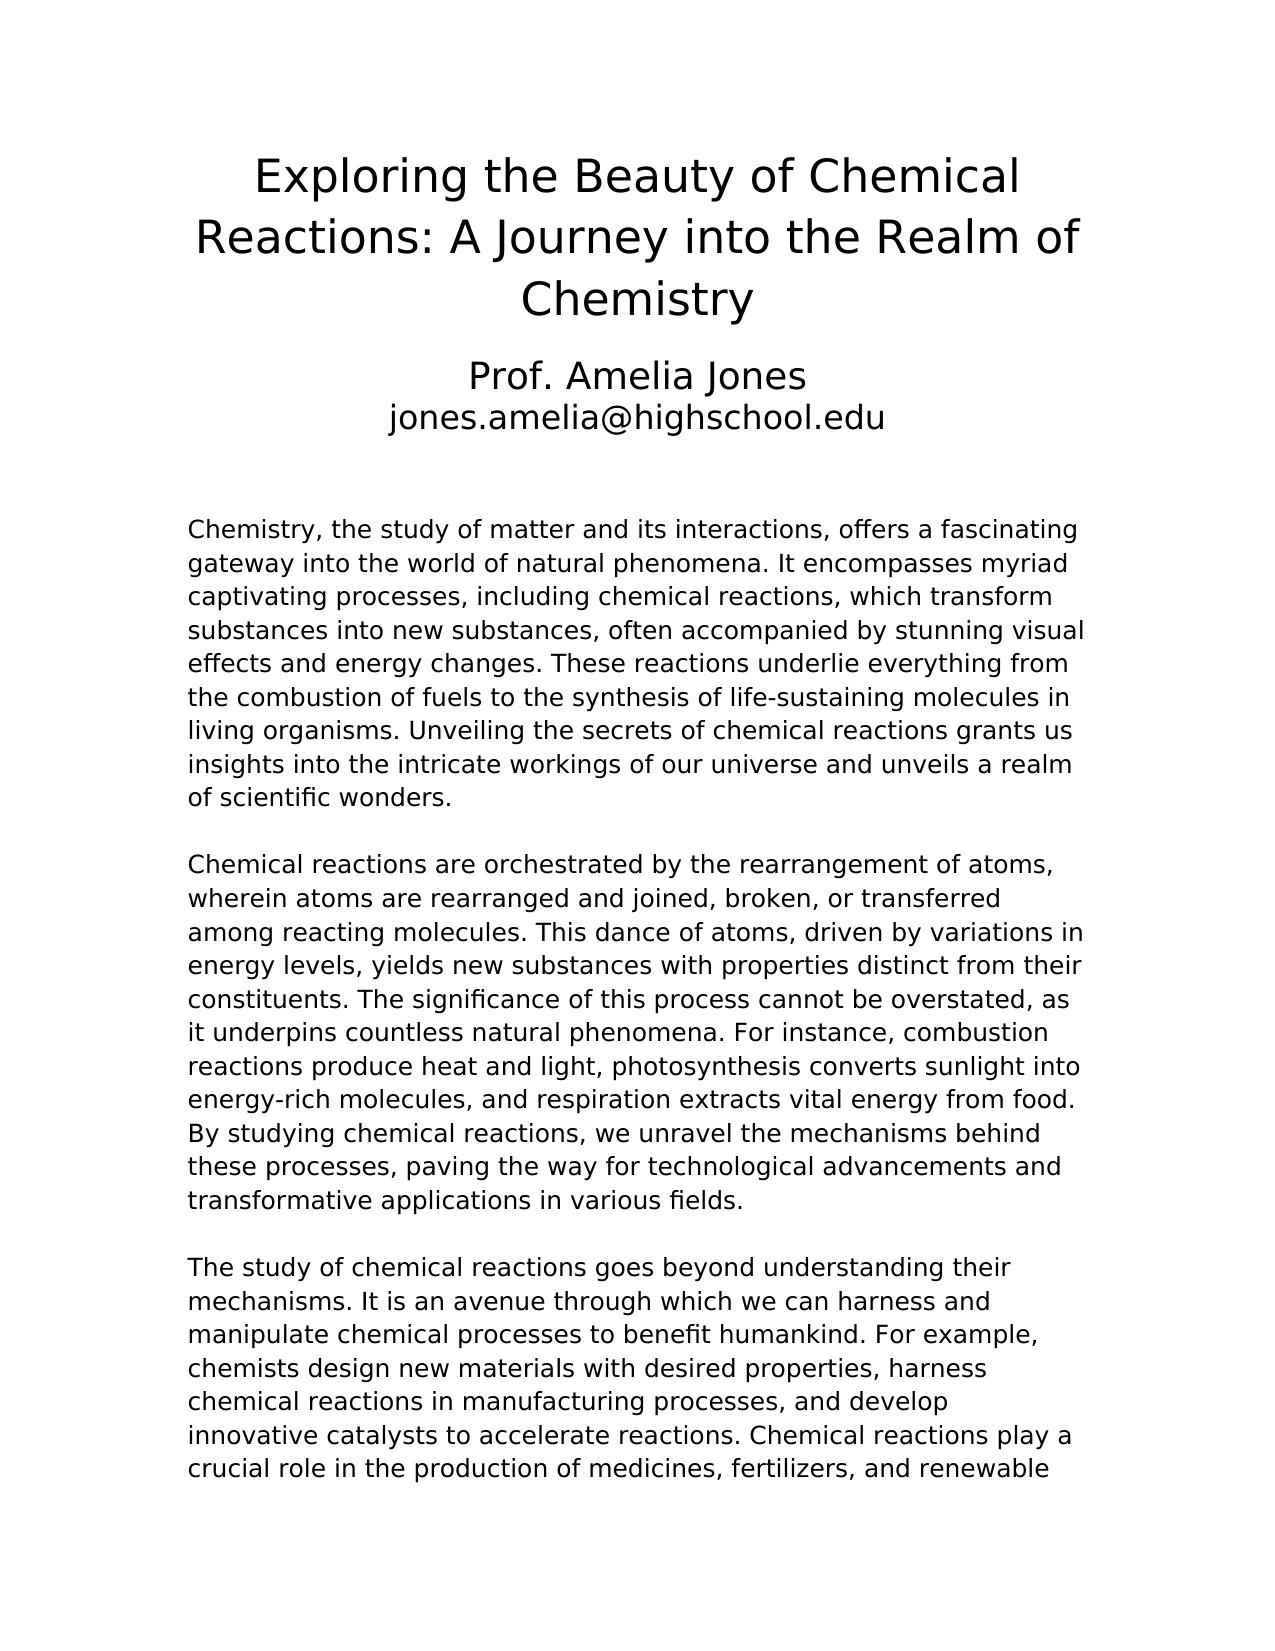 Exploring the Beauty of Chemical
Reactions: A Journey into the Realm of
Chemistry
Prof. Amelia Jones
jones.amelia@highschool.edu
Chemistry, the study of matter and its interactions, offers a fascinating
gateway into the world of natural phenomena. It encompasses myriad
captivating processes, including chemical reactions, which transform
substances into new substances, often accompanied by stunning visual
effects and energy changes. These reactions underlie everything from
the combustion of fuels to the synthesis of life-sustaining molecules in
living organisms. Unveiling the secrets of chemical reactions grants us
insights into the intricate workings of our universe and unveils a realm
of scientific wonders.
Chemical reactions are orchestrated by the rearrangement of atoms,
wherein atoms are rearranged and joined, broken, or transferred
among reacting molecules. This dance of atoms, driven by variations in
energy levels, yields new substances with properties distinct from their
constituents. The significance of this process cannot be overstated, as
it underpins countless natural phenomena. For instance, combustion
reactions produce heat and light, photosynthesis converts sunlight into
energy-rich molecules, and respiration extracts vital energy from food.
By studying chemical reactions, we unravel the mechanisms behind
these processes, paving the way for technological advancements and
transformative applications in various fields.
The study of chemical reactions goes beyond understanding their
mechanisms. It is an avenue through which we can harness and
manipulate chemical processes to benefit humankind. For example,
chemists design new materials with desired properties, harness
chemical reactions in manufacturing processes, and develop
innovative catalysts to accelerate reactions. Chemical reactions play a
crucial role in the production of medicines, fertilizers, and renewable